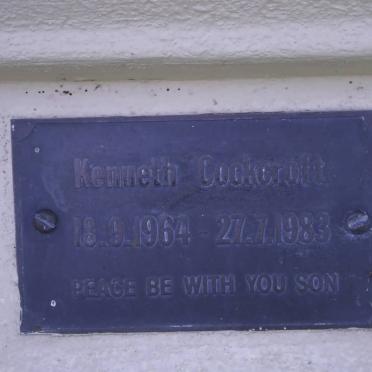 Kenneth Cockcroft
18.9.1964 - 27.7.1983
PEACE BE WITH YOU SON